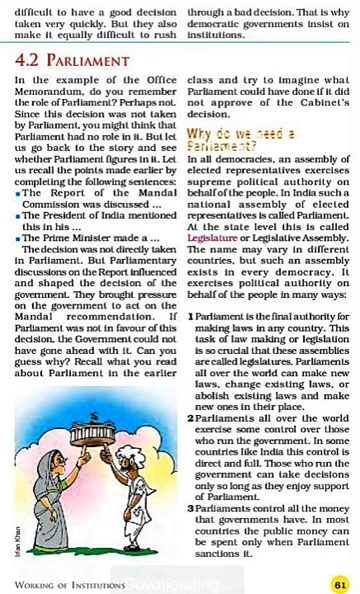 difficult to have a good decision
taken very quickly. But they also
make it equally difficult to rush
through a bad decision. That is why
democratic governments insist on
institutions.
4.2 PARLIAMENT
In the example of the Office
Memorandum, do you remember
the role of Parliament? Perhaps not.
Since this decision was not taken
by Parliament, you might think that
Parliament had no role in it. But let
us go back to the story and see
whether Parliament figures in it. Let
us recall the points made earlier by
completing the following sentences:
▪ The Report of the Mandal
Commission was discussed ...
▪ The President of India mentioned
this in his ...
▪ The Prime Minister made a ...
The decision was not directly taken
in Parliament. But Parliamentary
discussions on the Report influenced
and shaped the decision of the
government. They brought pressure
on the government to act on the
Mandal recommendation. If
Parliament was not in favour of this
decision, the Government could not
have gone ahead with it. Can you
guess why? Recall what you read
about Parliament in the earlier
class and try to imagine what
Parliament could have done if it did
not approve of the Cabinet's
decision.
Why do we need a
Parliament?
In all democracies, an assembly of
elected representatives exercises
supreme political authority on
behalf of the people. In India such a
national assembly of elected
representatives is called Parliament.
At the state level this is called
Legislature or Legislative Assembly.
The name may vary in different
countries, but such an assembly
exists in every democracy. It
exercises political authority on
behalf of the people in many ways:
1 Parliament is the final authority for
making laws in any country. This
task of law making or legislation
is so crucial that these assemblies
are called legislatures. Parliaments
all over the world can make new
laws, change existing laws, or
abolish existing laws and make
new ones in their place.
2 Parliaments all over the world
exercise some control over those
who run the government. In some
countries like India this control is
direct and full. Those who run the
government can take decisions
only so long as they enjoy support
of Parliament.
3 Parliaments control all the money
that governments have. In most
countries the public money can
be spent only when Parliament
sanctions it.
Irfan Khan
WORKING OF INSTITUTIONS
Downloading
61